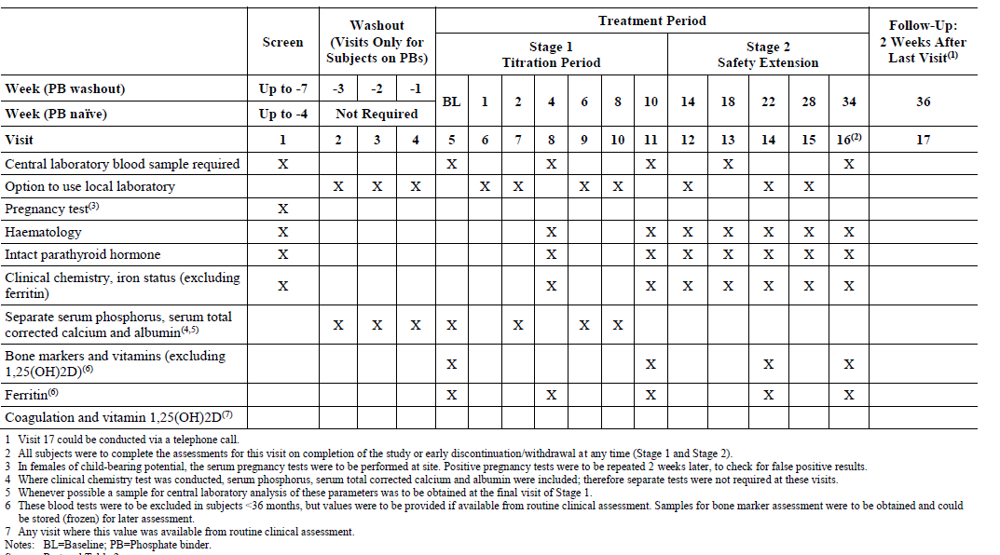 Screen Washout (Visits Only for Subjects on PBs) Treatment Period Follow-Up: 2 Weeks After Last Visit(1)
Stage 1 Titration Period Stage 2 Safety Extension
Week (PB washout) Up to -7 -3 -2 -1 BL 1 2 4 6 8 10 14 18 22 28 34 36
Week (PB naïve) Up to -4 Not Required
Visit 1 2 3 4 5 6 7 8 9 10 11 12 13 14 15 16(2) 17
Central laboratory blood sample required X X X X X X
Option to use local laboratory X X X X X X X X X X
Pregnancy test(3) X
Haematology X X X X X X X X
Intact parathyroid hormone X X X X X X X X
Clinical chemistry, iron status (excluding
ferritin) X X X X X X X X
Separate serum phosphorus, serum total
corrected calcium and albumin(4,5) X X X X X X X
Bone markers and vitamins (excluding
1,25(OH)2D)(6) X X X X
Ferritin(6) X X X X X
Coagulation and vitamin 1,25(OH)2D(7)
1 Visit 17 could be conducted via a telephone call.
2 All subjects were to complete the assessments for this visit on completion of the study or early discontinuation/withdrawal at any time (Stage 1 and Stage 2).
3 In females of child-bearing potential, the serum pregnancy tests were to be performed at site. Positive pregnancy tests were to be repeated 2 weeks later, to check for false positive results.
4 Where clinical chemistry test was conducted, serum phosphorus, serum total corrected calcium and albumin were included; therefore separate tests were not required at these visits.
5 Whenever possible a sample for central laboratory analysis of these parameters was to be obtained at the final visit of Stage 1.
6 These blood tests were to be excluded in subjects <36 months, but values were to be provided if available from routine clinical assessment. Samples for bone marker assessment were to be obtained and could
be stored (frozen) for later assessment.
7 Any visit where this value was available from routine clinical assessment.
Notes: BL=Baseline; PB=Phosphate binder.